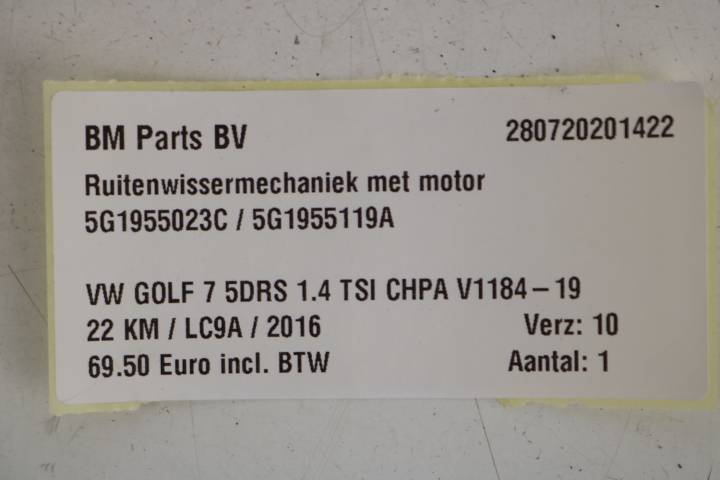 BM Parts BV 280720201422
Ruitenwissermechaniek met motor
5G1955023C / 5G1955119A
VW GOLF 7 5DRS 1.4 TSI CHPA V1184-19
22 KM / LC9A / 2016 Verz: 10
69.50 Euro incl. BTW Aantal: 1